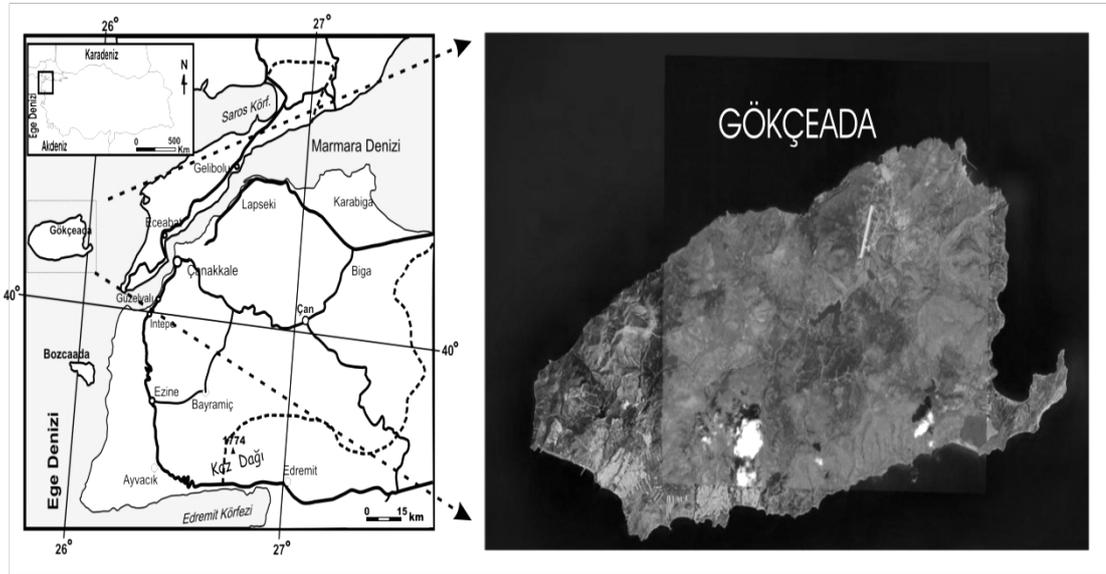 26°
27°
Karadeniz
N
Ege Denizi
Akdeniz
0 500
Km
Saros Körf.
Marmara Denizi
Gelibolu
Lapseki
Karabiga
Eceabat
Gökçeada
Çanakkale
Biga
40°
Güzelyalı
Çan
İntepe
40°
Bozcaada
Ezine
Bayramiç
1774
Kaz Dağı
Ege Denizi
Ayvacık
Edremit
Edremit Körfezi
0 15
km
26°
27°
GÖKÇEADA